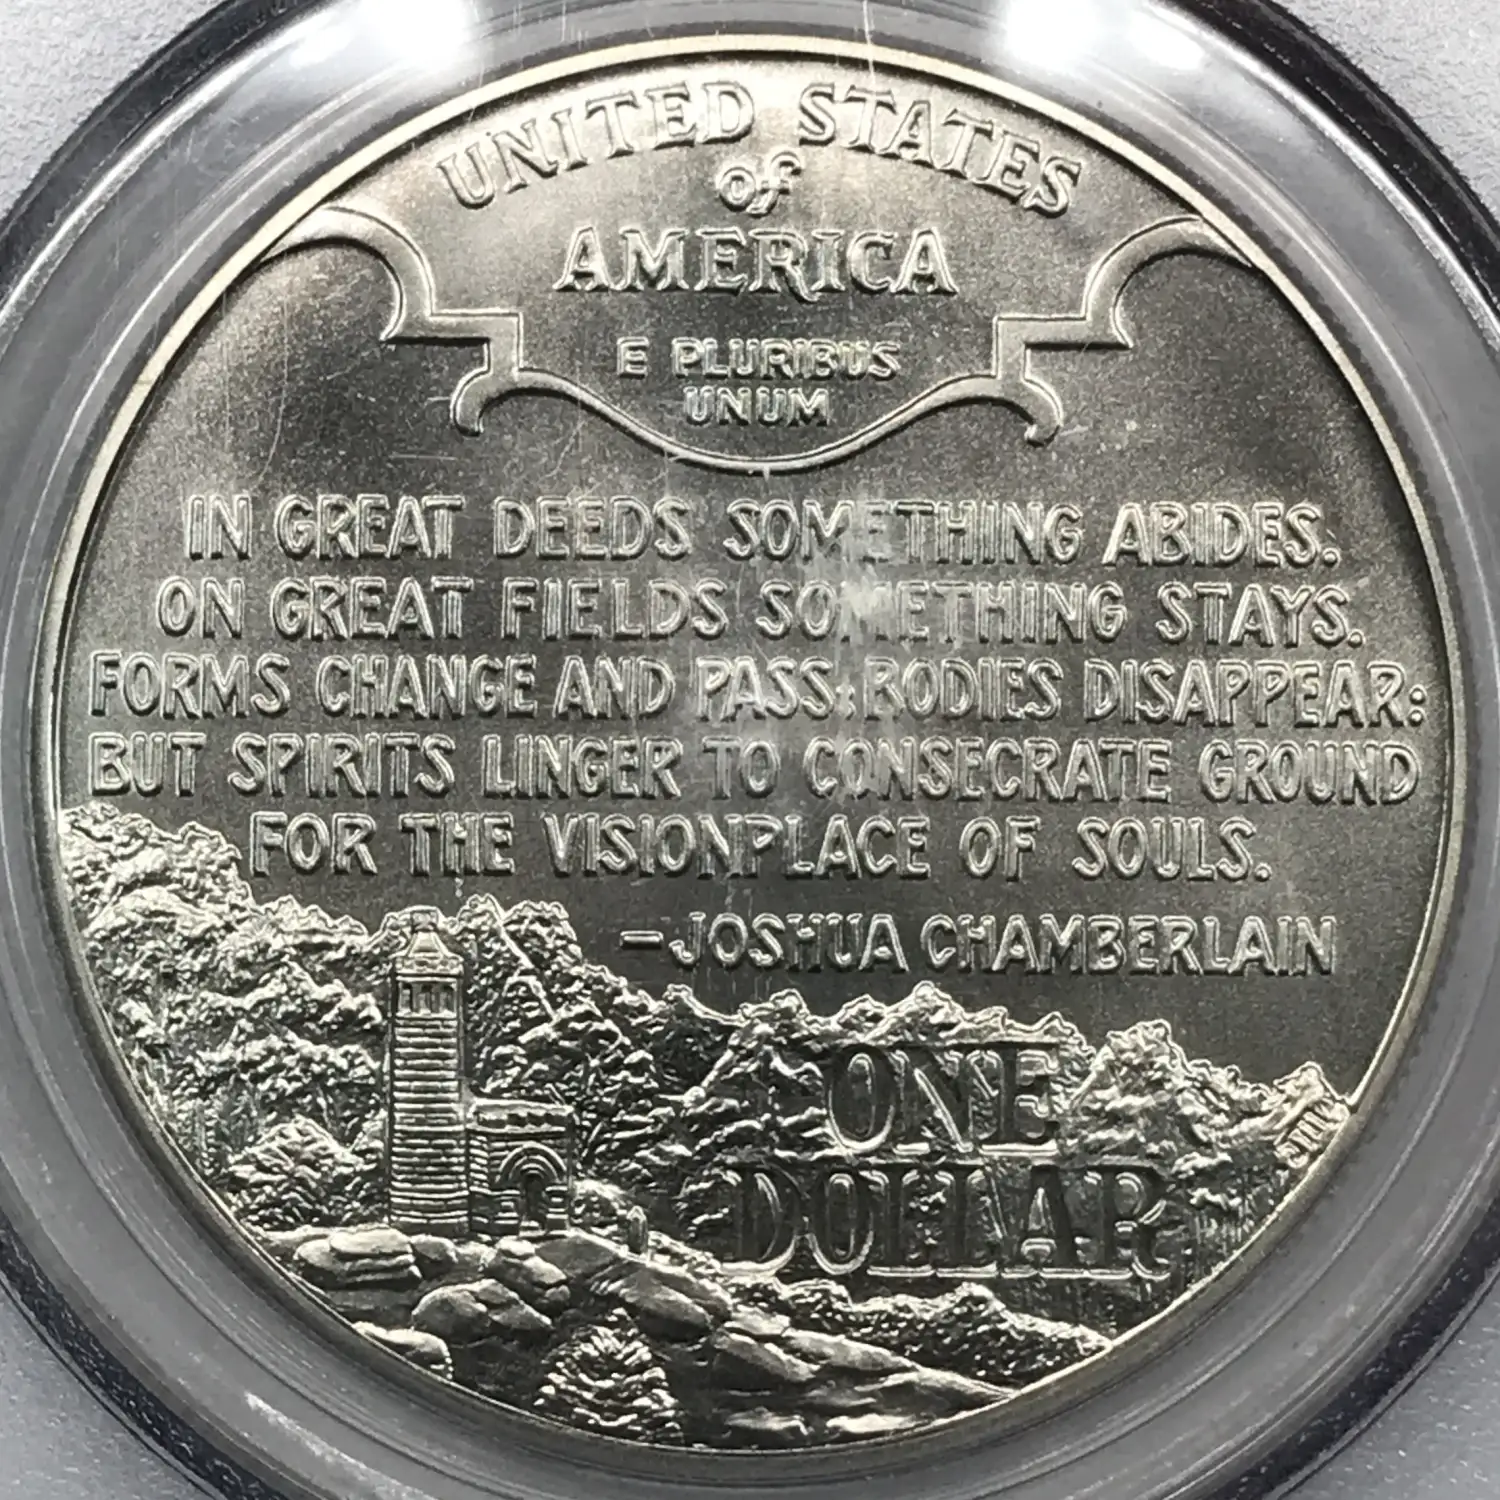 UNITED STATES
of
AMERICA
E PLURIBUS
UNUM
IN GREAT DEEDS SOMETHING ABIDES.
ON GREAT FIELDS SOMETHING STAYS.
FORMS CHANGE AND PASS: BODIES DISAPPEAR:
BUT SPIRITS LINGER TO CONSECRATE GROUND
FOR THE VISIONPLACE OF SOULS.
–JOSHUA CHAMBERLAIN
ONE
DOLLAR